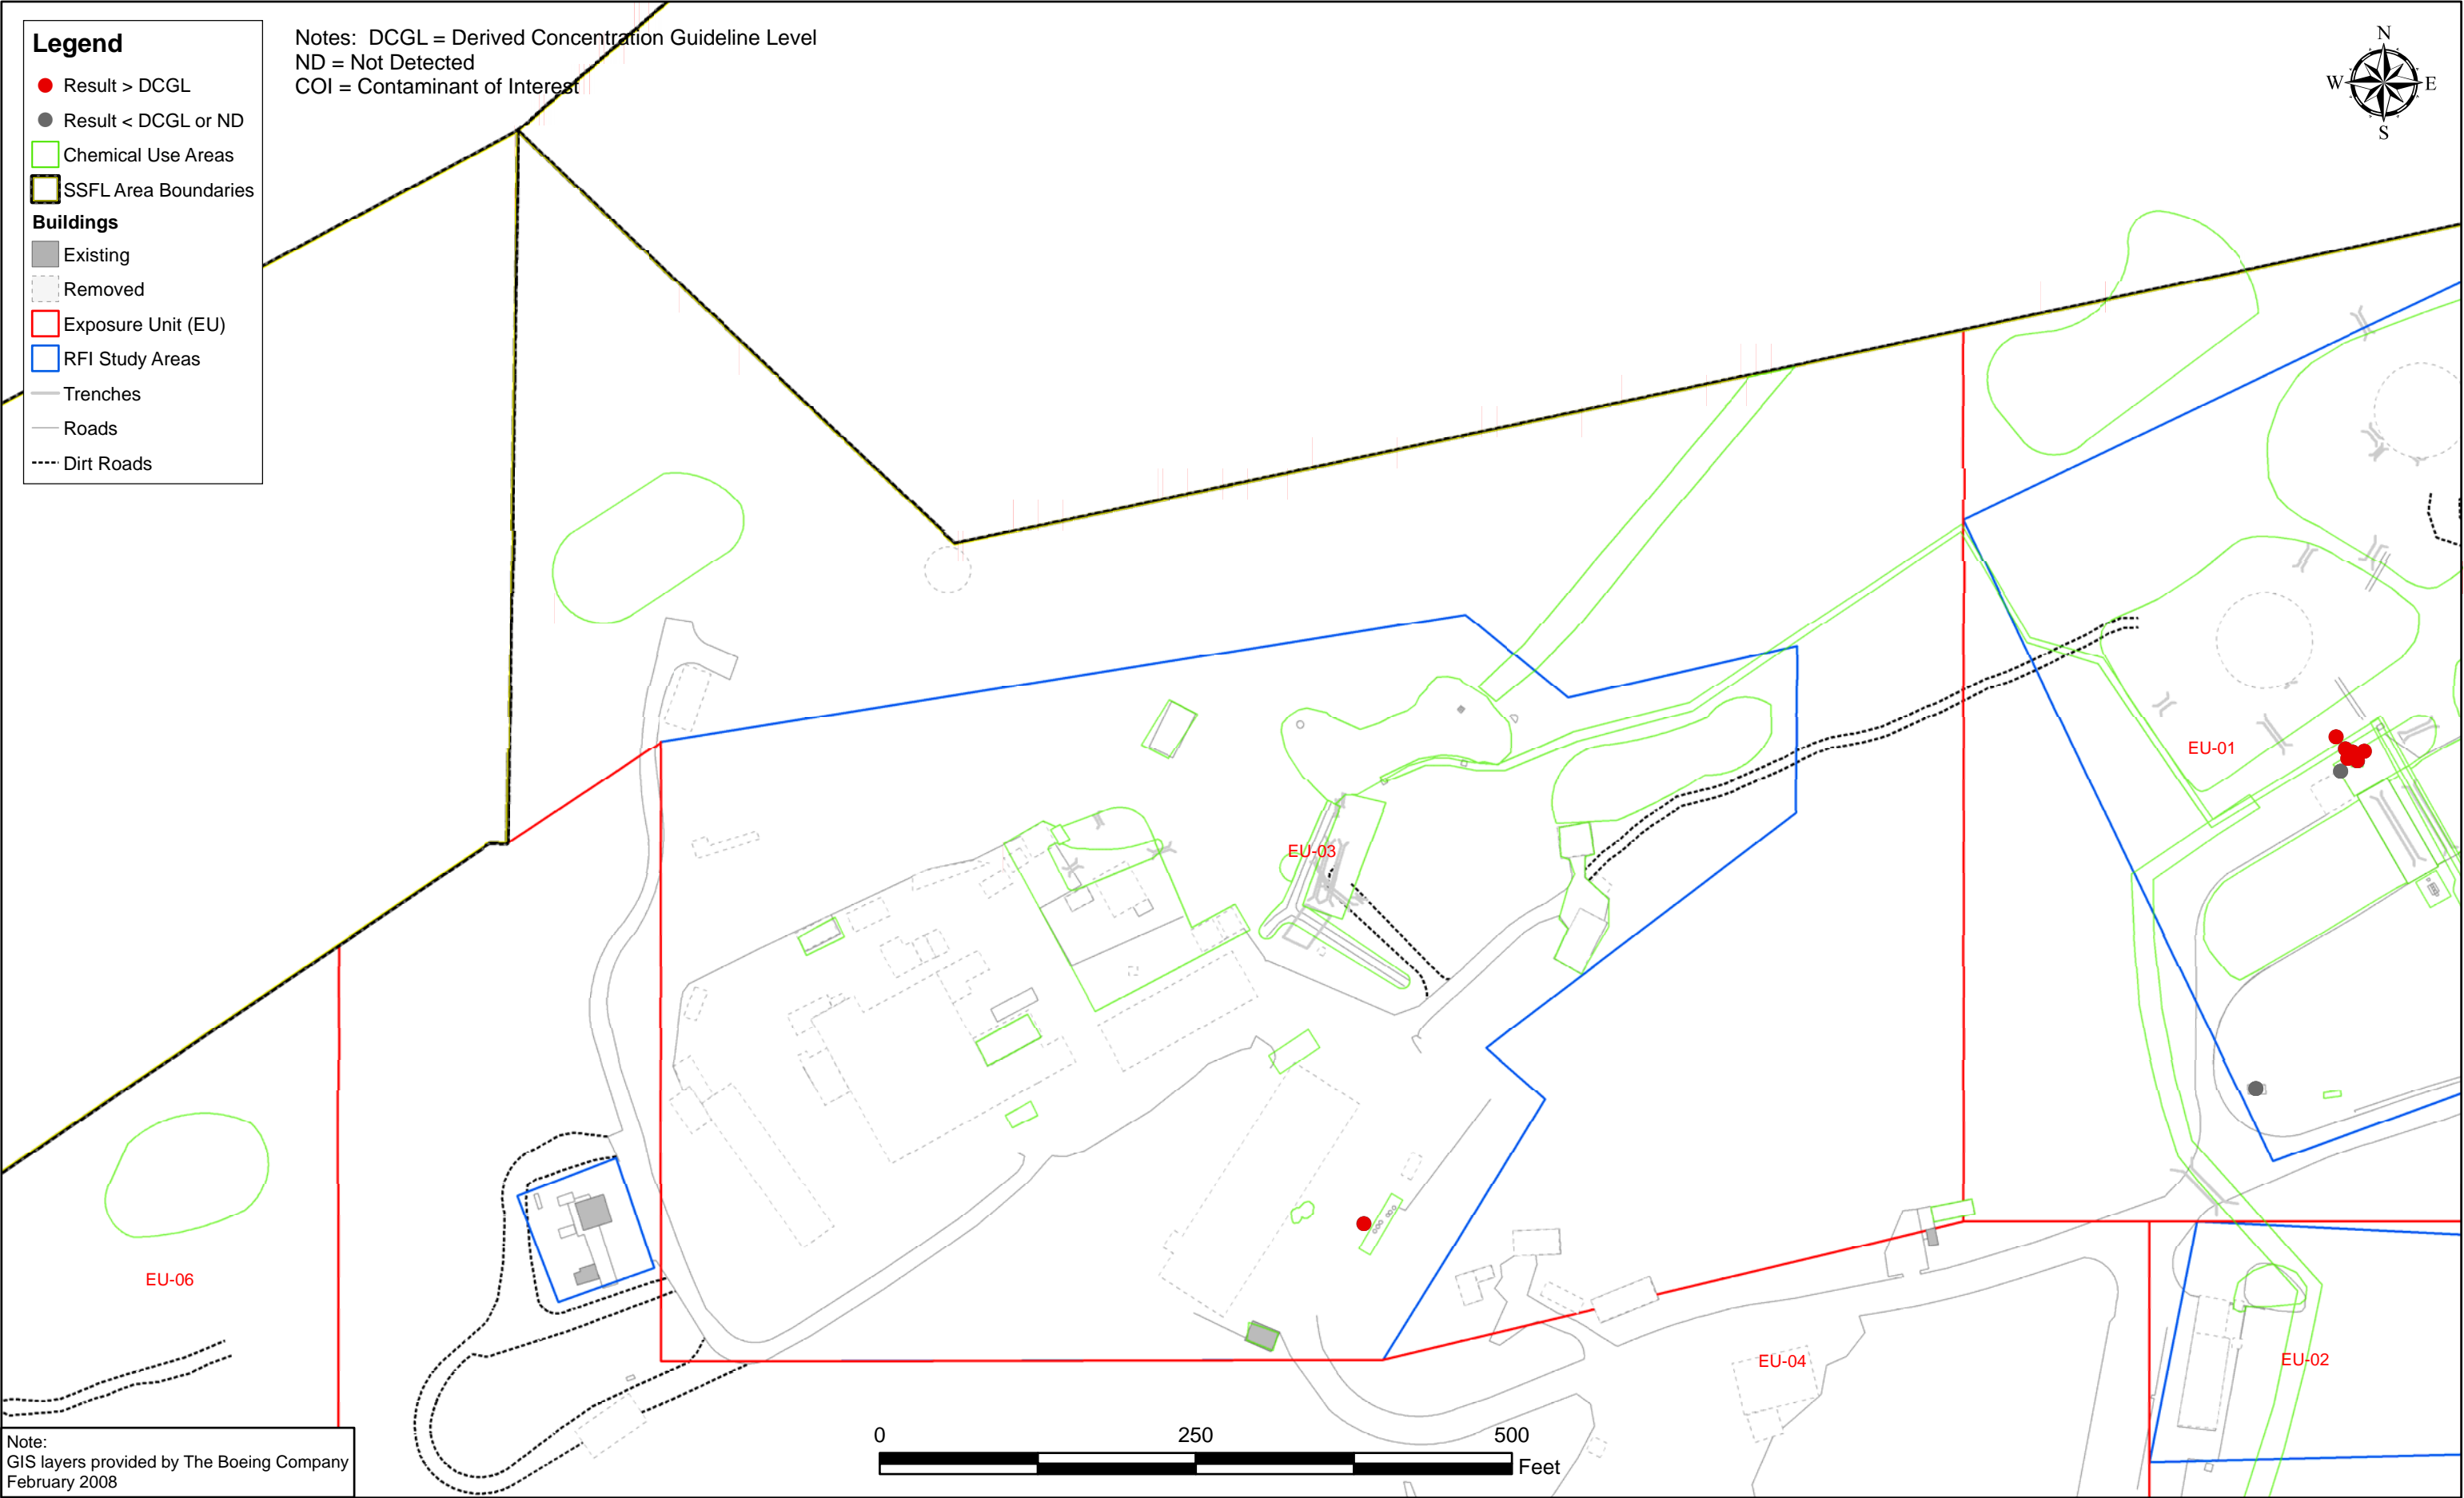 Legend
Result > DCGL
Result < DCGL or ND
Chemical Use Areas
SSFL Area Boundaries
Buildings
Existing
Removed
Exposure Unit (EU)
RFI Study Areas
Trenches
Roads
Dirt Roads
Notes:  DCGL = Derived Concentration Guideline Level
ND = Not Detected
COI = Contaminant of Interest
N
W E
S
EU-01
EU-03
EU-06
EU-04
EU-02
0 250 500
Feet
Note:
GIS layers provided by The Boeing Company
February 2008